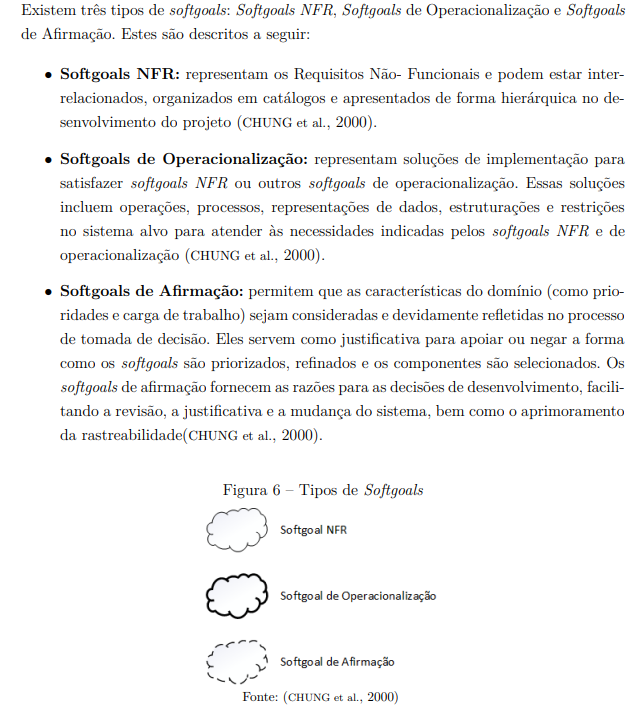 Existem três tipos de softgoals: Softgoals NFR, Softgoals de Operacionalização e Softgoals
de Afirmação. Estes são descritos a seguir:
• Softgoals NFR: representam os Requisitos Não- Funcionais e podem estar inter-
relacionados, organizados em catálogos e apresentados de forma hierárquica no de-
senvolvimento do projeto (CHUNG et al., 2000).
• Softgoals de Operacionalização: representam soluções de implementação para
satisfazer softgoals NFR ou outros softgoals de operacionalização. Essas soluções
incluem operações, processos, representações de dados, estruturações e restrições
no sistema alvo para atender às necessidades indicadas pelos softgoals NFR e de
operacionalização (CHUNG et al., 2000).
• Softgoals de Afirmação: permitem que as características do domínio (como prio-
ridades e carga de trabalho) sejam consideradas e devidamente refletidas no processo
de tomada de decisão. Eles servem como justificativa para apoiar ou negar a forma
como os softgoals são priorizados, refinados e os componentes são selecionados. Os
softgoals de afirmação fornecem as razões para as decisões de desenvolvimento, facili-
tando a revisão, a justificativa e a mudança do sistema, bem como o aprimoramento
da rastreabilidade(CHUNG et al., 2000).
Figura 6 – Tipos de Softgoals
Softgoal NFR
Softgoal de Operacionalização
Softgoal de Afirmação
Fonte: (CHUNG et al., 2000)